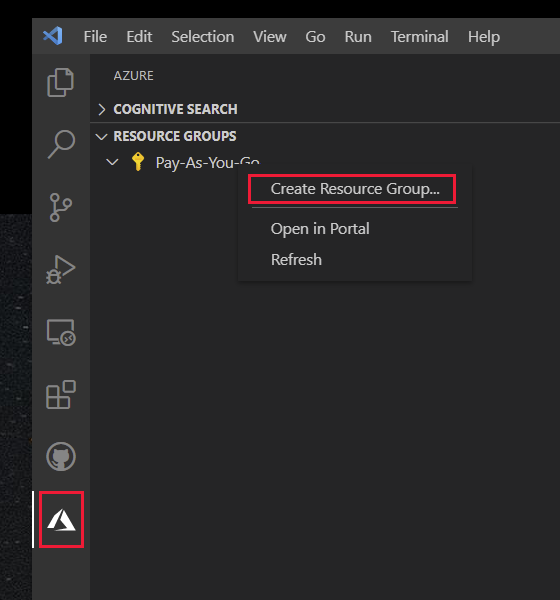 File Edit Selection View Go Run Terminal Help
AZURE
COGNITIVE SEARCH
RESOURCE GROUPS
Pay-As-You-Go
Create Resource Group...
Open in Portal
Refresh